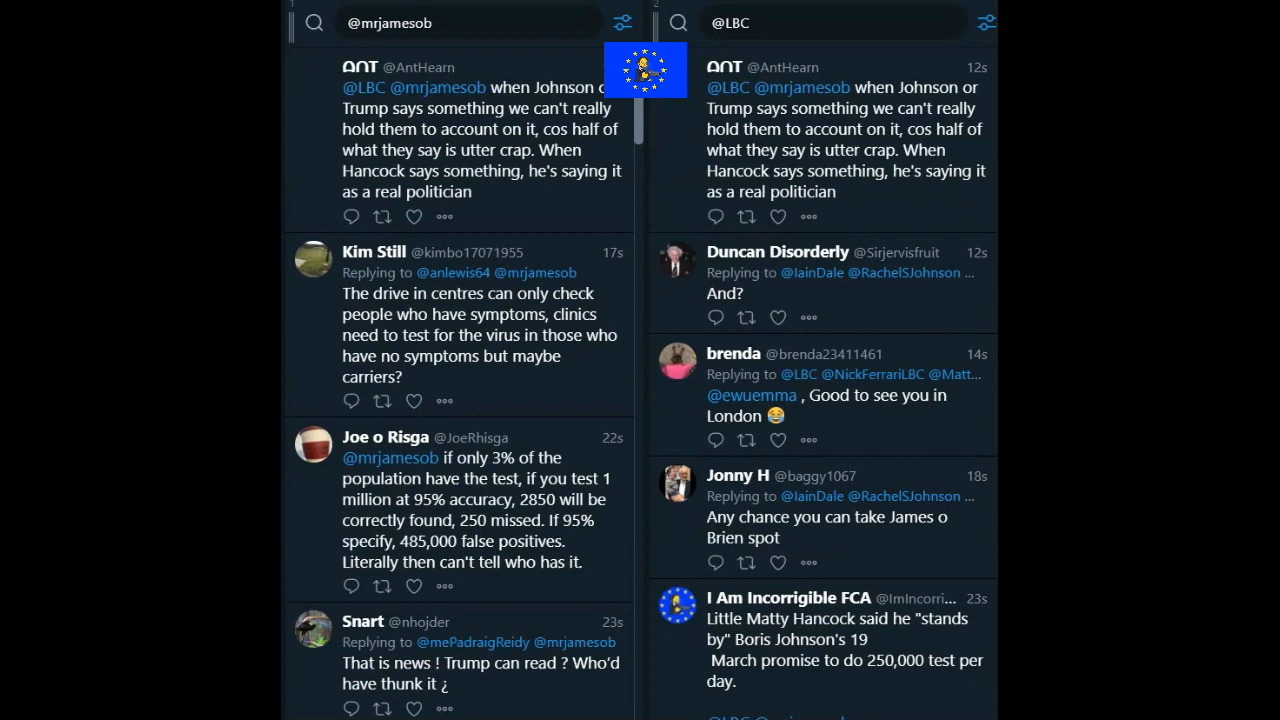 1
@mrjamesob
@AntHearn
@LBC @mrjamesob when Johnson
Trump says something we can't really
hold them to account on it, cos half of
what they say is utter crap. When
Hancock says something, he's saying it
as a real politician
Kim Still @kimbo17071955 17s
Replying to @anlewis64 @mrjamesob
The drive in centres can only check
people who have symptoms, clinics
need to test for the virus in those who
have no symptoms but maybe
carriers?
Joe o Risga @JoeRhisga 22s
@mrjamesob if only 3% of the
population have the test, if you test 1
million at 95% accuracy, 2850 will be
correctly found, 250 missed. If 95%
specify, 485,000 false positives.
Literally then can't tell who has it.
Snart @nhojder 23s
Replying to @mePadraigReidy @mrjamesob
That is news ! Trump can read ? Who'd
have thunk it ¿
2
@LBC
@AntHearn 12s
@LBC @mrjamesob when Johnson or
Trump says something we can't really
hold them to account on it, cos half of
what they say is utter crap. When
Hancock says something, he's saying it
as a real politician
Duncan Disorderly @Sirjervisfruit 12s
Replying to @IainDale @RachelSJohnson ...
And?
brenda @brenda23411461 14s
Replying to @LBC @NickFerrariLBC @Matt...
@ewuemma , Good to see you in
London 😂
Jonny H @baggy1067 18s
Replying to @IainDale @RachelSJohnson ...
Any chance you can take James o
Brien spot
I Am Incorrigible FCA @ImIncorri... 23s
Little Matty Hancock said he "stands
by" Boris Johnson's 19
March promise to do 250,000 test per
day.